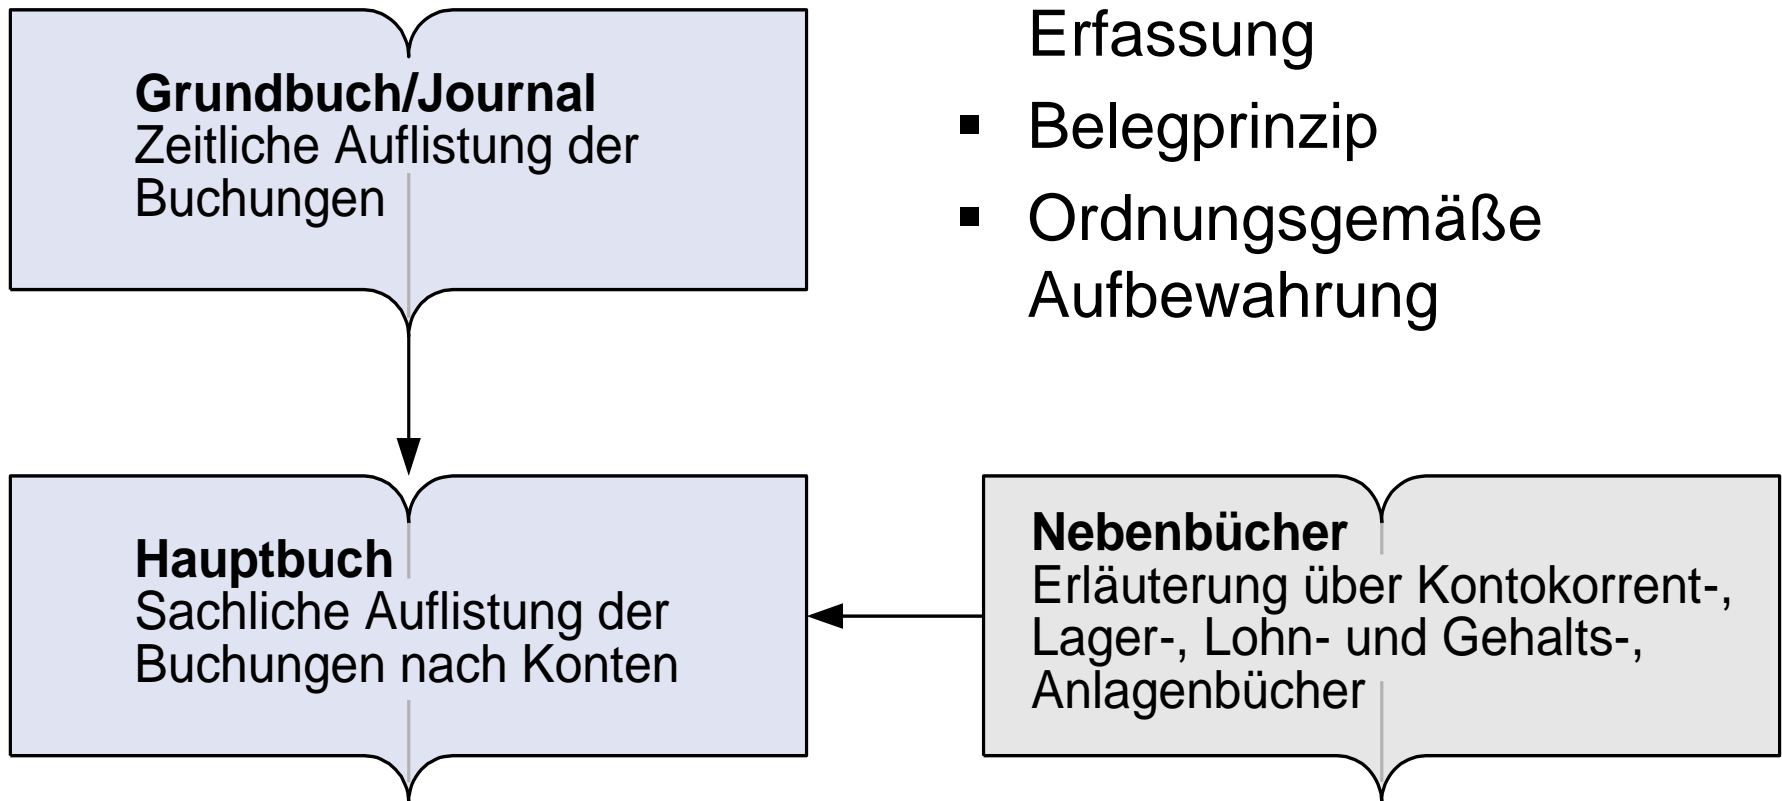 Grundbuch/Journal
Zeitliche Auflistung der
Buchungen
Erfassung
▪ Belegprinzip
▪ Ordnungsgemäße
Aufbewahrung
Hauptbuch
Sachliche Auflistung der
Buchungen nach Konten
Nebenbücher
Erläuterung über Kontokorrent-,
Lager-, Lohn- und Gehalts-,
Anlagenbücher